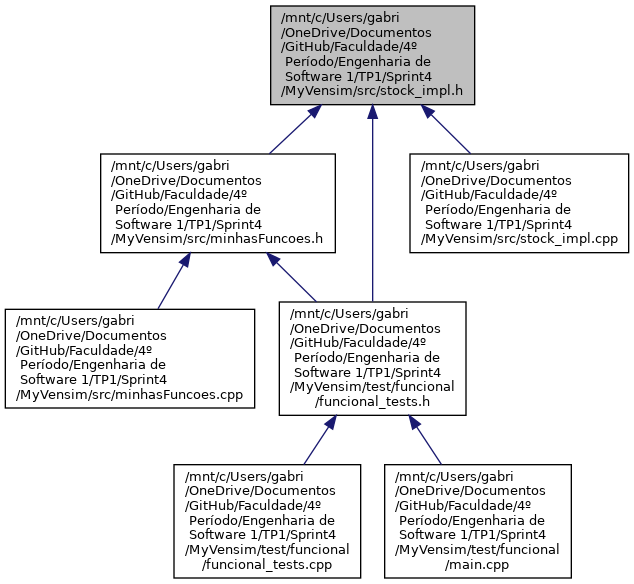 /mnt/c/Users/gabri
/OneDrive/Documentos
/GitHub/Faculdade/4º
Período/Engenharia de
Software 1/TP1/Sprint4
/MyVensim/src/stock_impl.h
/mnt/c/Users/gabri
/OneDrive/Documentos
/GitHub/Faculdade/4º
Período/Engenharia de
Software 1/TP1/Sprint4
/MyVensim/src/minhasFuncoes.h
/mnt/c/Users/gabri
/OneDrive/Documentos
/GitHub/Faculdade/4º
Período/Engenharia de
Software 1/TP1/Sprint4
/MyVensim/src/stock_impl.cpp
/mnt/c/Users/gabri
/OneDrive/Documentos
/GitHub/Faculdade/4º
Período/Engenharia de
Software 1/TP1/Sprint4
/MyVensim/src/minhasFuncoes.cpp
/mnt/c/Users/gabri
/OneDrive/Documentos
/GitHub/Faculdade/4º
Período/Engenharia de
Software 1/TP1/Sprint4
/MyVensim/test/funcional
/funcional_tests.h
/mnt/c/Users/gabri
/OneDrive/Documentos
/GitHub/Faculdade/4º
Período/Engenharia de
Software 1/TP1/Sprint4
/MyVensim/test/funcional
/funcional_tests.cpp
/mnt/c/Users/gabri
/OneDrive/Documentos
/GitHub/Faculdade/4º
Período/Engenharia de
Software 1/TP1/Sprint4
/MyVensim/test/funcional
/main.cpp